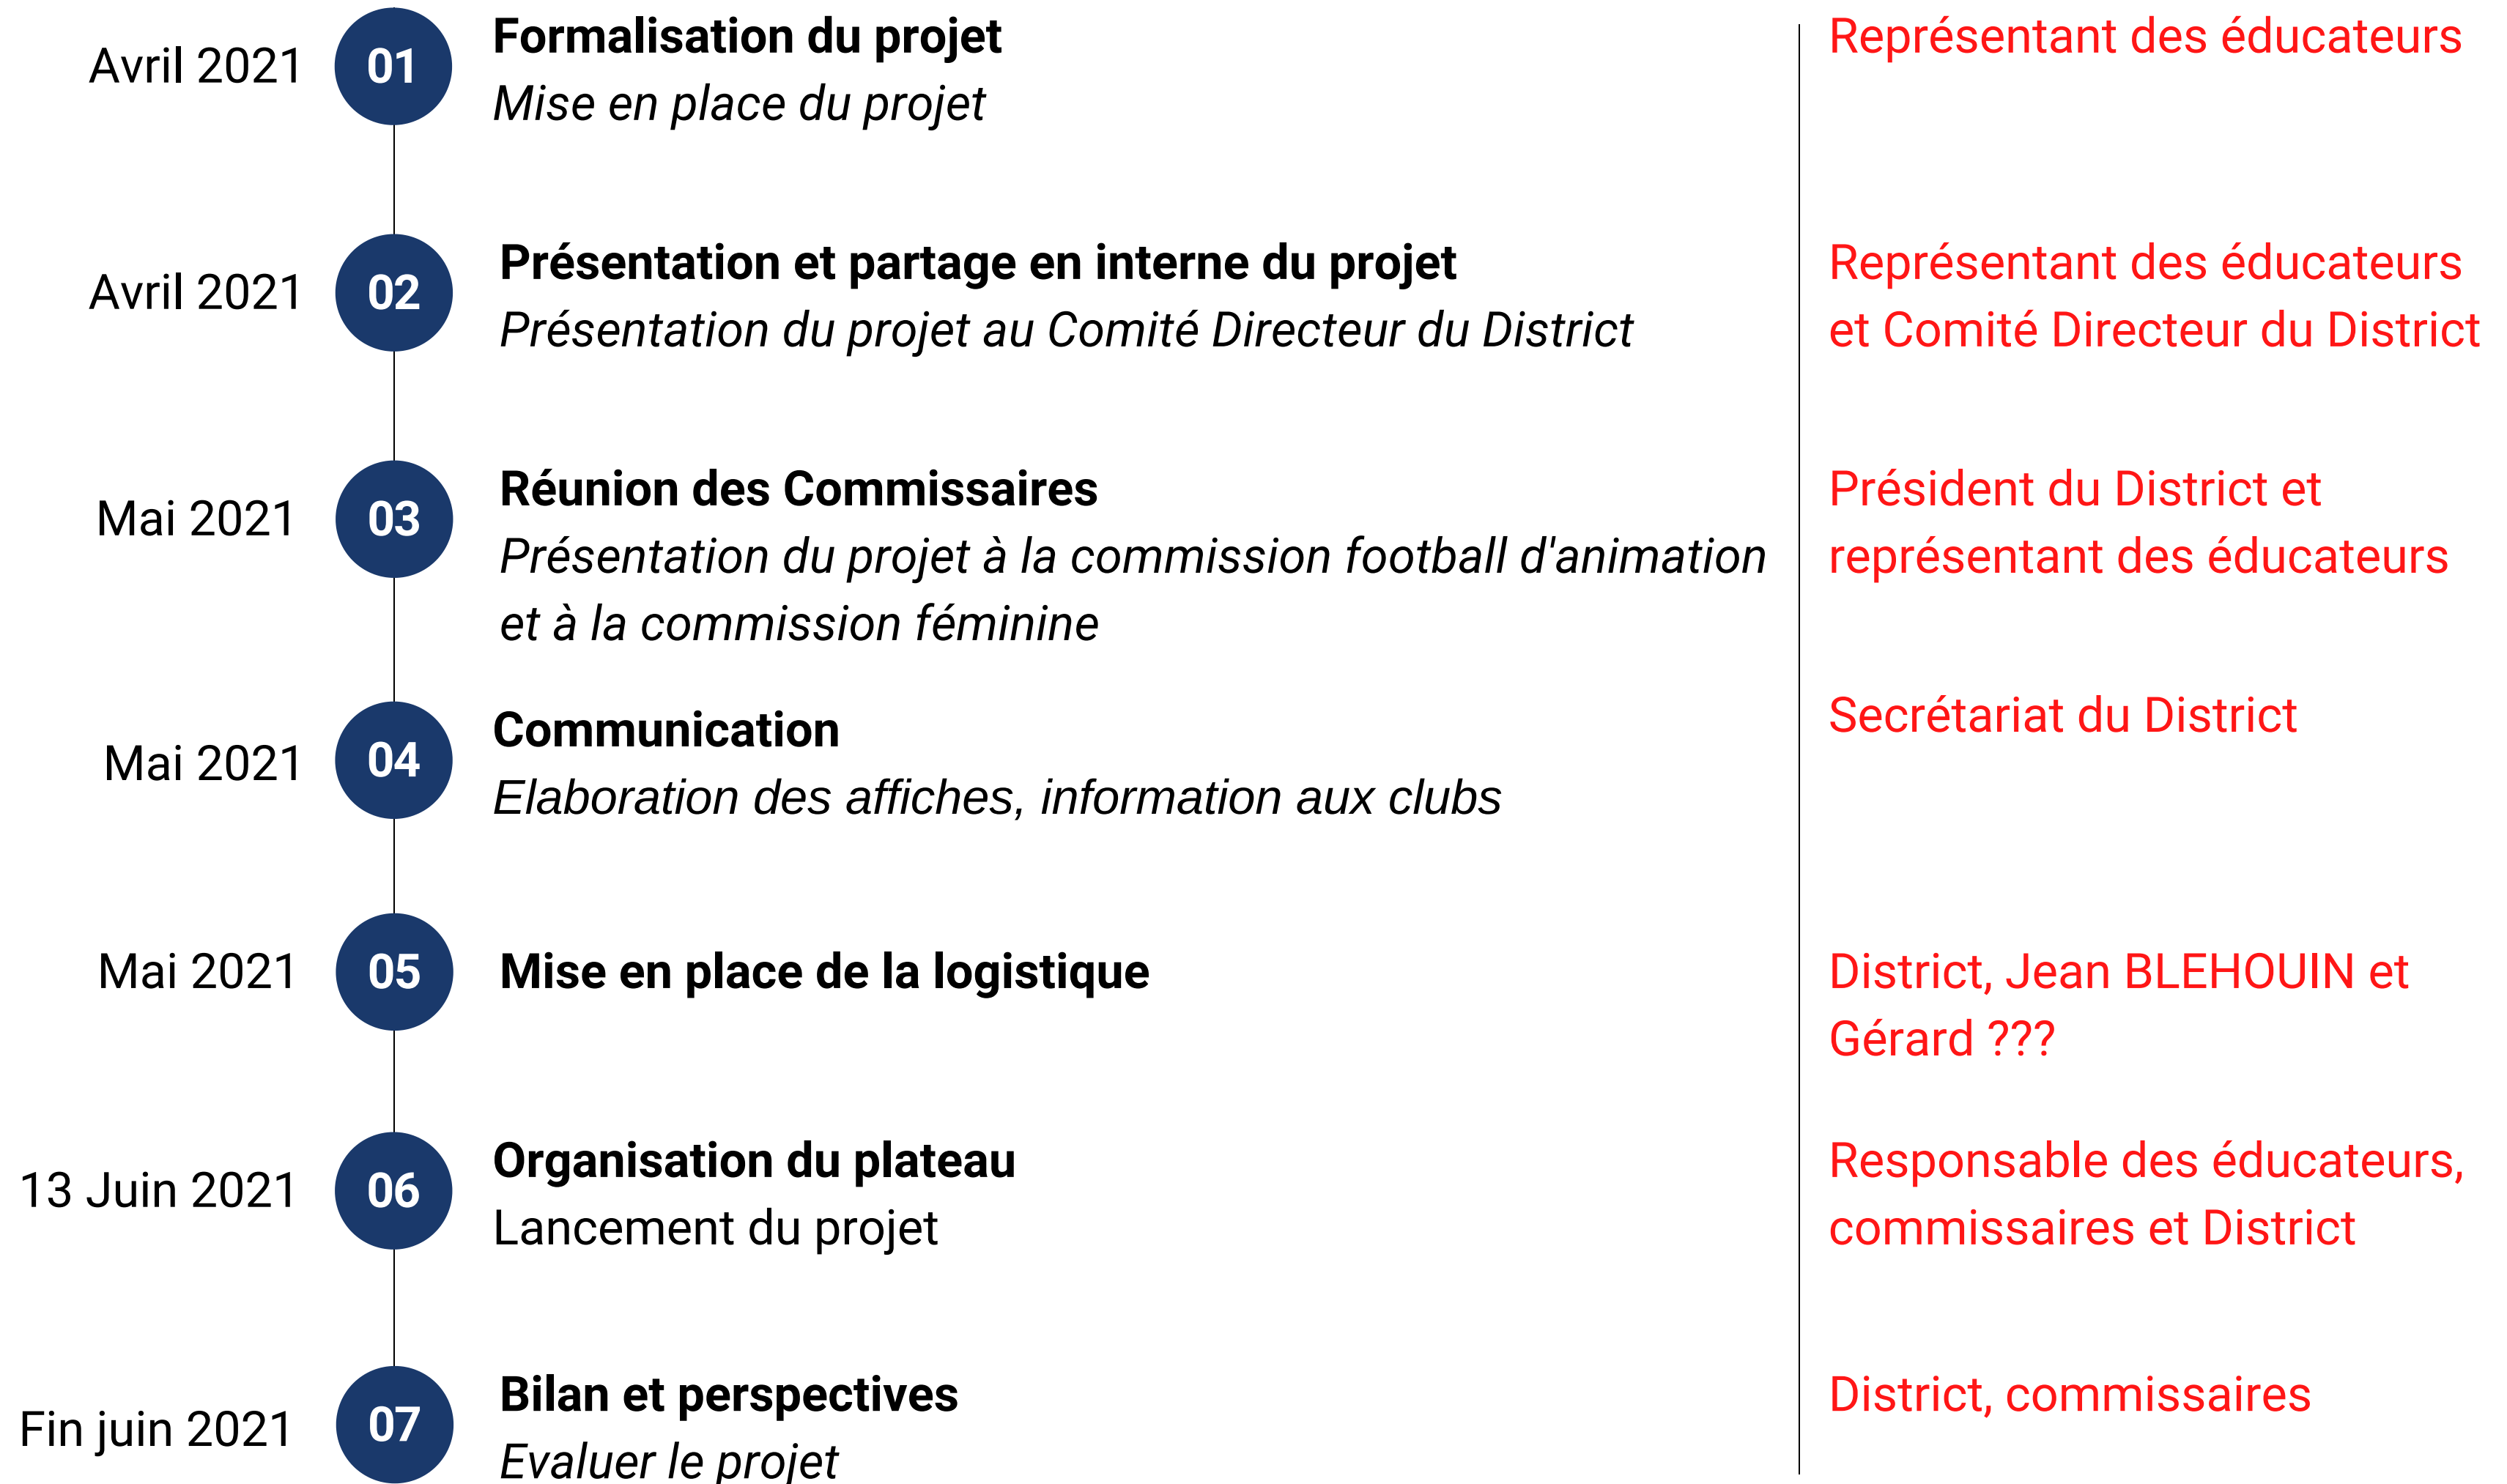 Avril 2021
01
Formalisation du projet
Mise en place du projet
Représentant des éducateurs
Avril 2021
02
Présentation et partage en interne du projet
Présentation du projet au Comité Directeur du District
Représentant des éducateurs
et Comité Directeur du District
Mai 2021
03
Réunion des Commissaires
Présentation du projet à la commission football d'animation
et à la commission féminine
Président du District et
représentant des éducateurs
Mai 2021
04
Communication
Elaboration des affiches, information aux clubs
Secrétariat du District
Mai 2021
05
Mise en place de la logistique
District, Jean BLEHOUIN et
Gérard ???
13 Juin 2021
06
Organisation du plateau
Lancement du projet
Responsable des éducateurs,
commissaires et District
Fin juin 2021
07
Bilan et perspectives
Evaluer le projet
District, commissaires